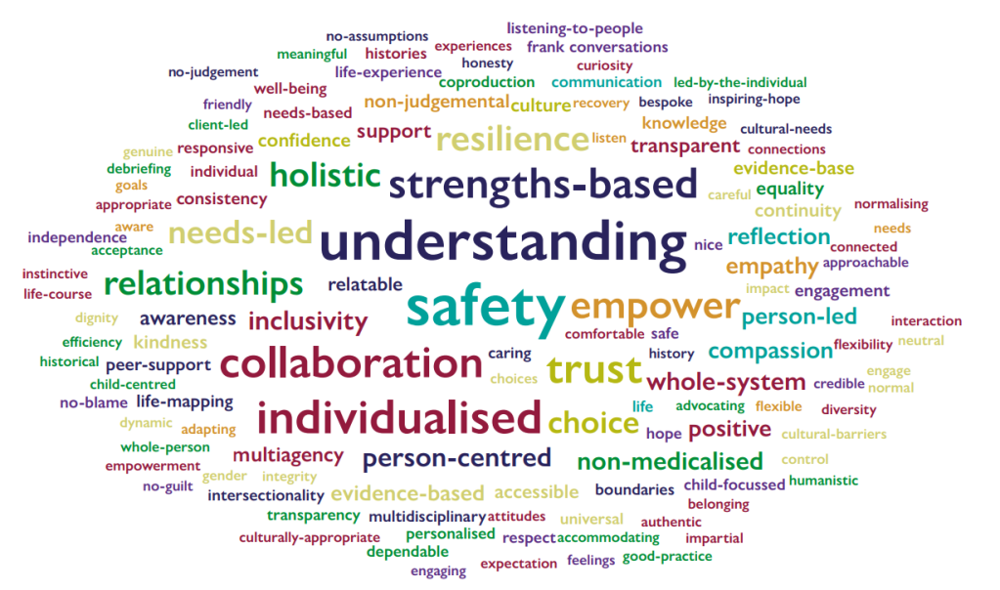 listening-to-people
no-assumptions
meaningful histories experiences frank conversations
honesty
no-judgement life-experience curiosity
well-being coproduction communication led-by-the-individual
friendly needs-based non-judgemental culture recovery bespoke inspiring-hope
client-led confidence support resilience listen knowledge cultural-needs
genuine responsive transparent connections
debriefing individual holistic strengths-based evidence-base
goals careful equality
appropriate consistency continuity normalising
aware needs-led understanding nice reflection needs
independence connected
acceptance empathy approachable
instinctive relationships relatable safety empower impact engagement
life-course
dignity awareness inclusivity person-led interaction
efficiency kindness comfortable safe flexibility neutral
historical peer-support collaboration caring trust history compassion
child-centred choices whole-system credible engage
normal
no-blame life-mapping individualised choice life advocating flexible diversity
dynamic adapting hope positive cultural-barriers
whole-person multiagency person-centred non-medicalised control
empowerment
no-guilt gender integrity evidence-based accessible boundaries child-focussed humanistic
intersectionality belonging
transparency multidisciplinary attitudes universal authentic
culturally-appropriate personalised respect accommodating impartial
dependable engaging expectation feelings good-practice